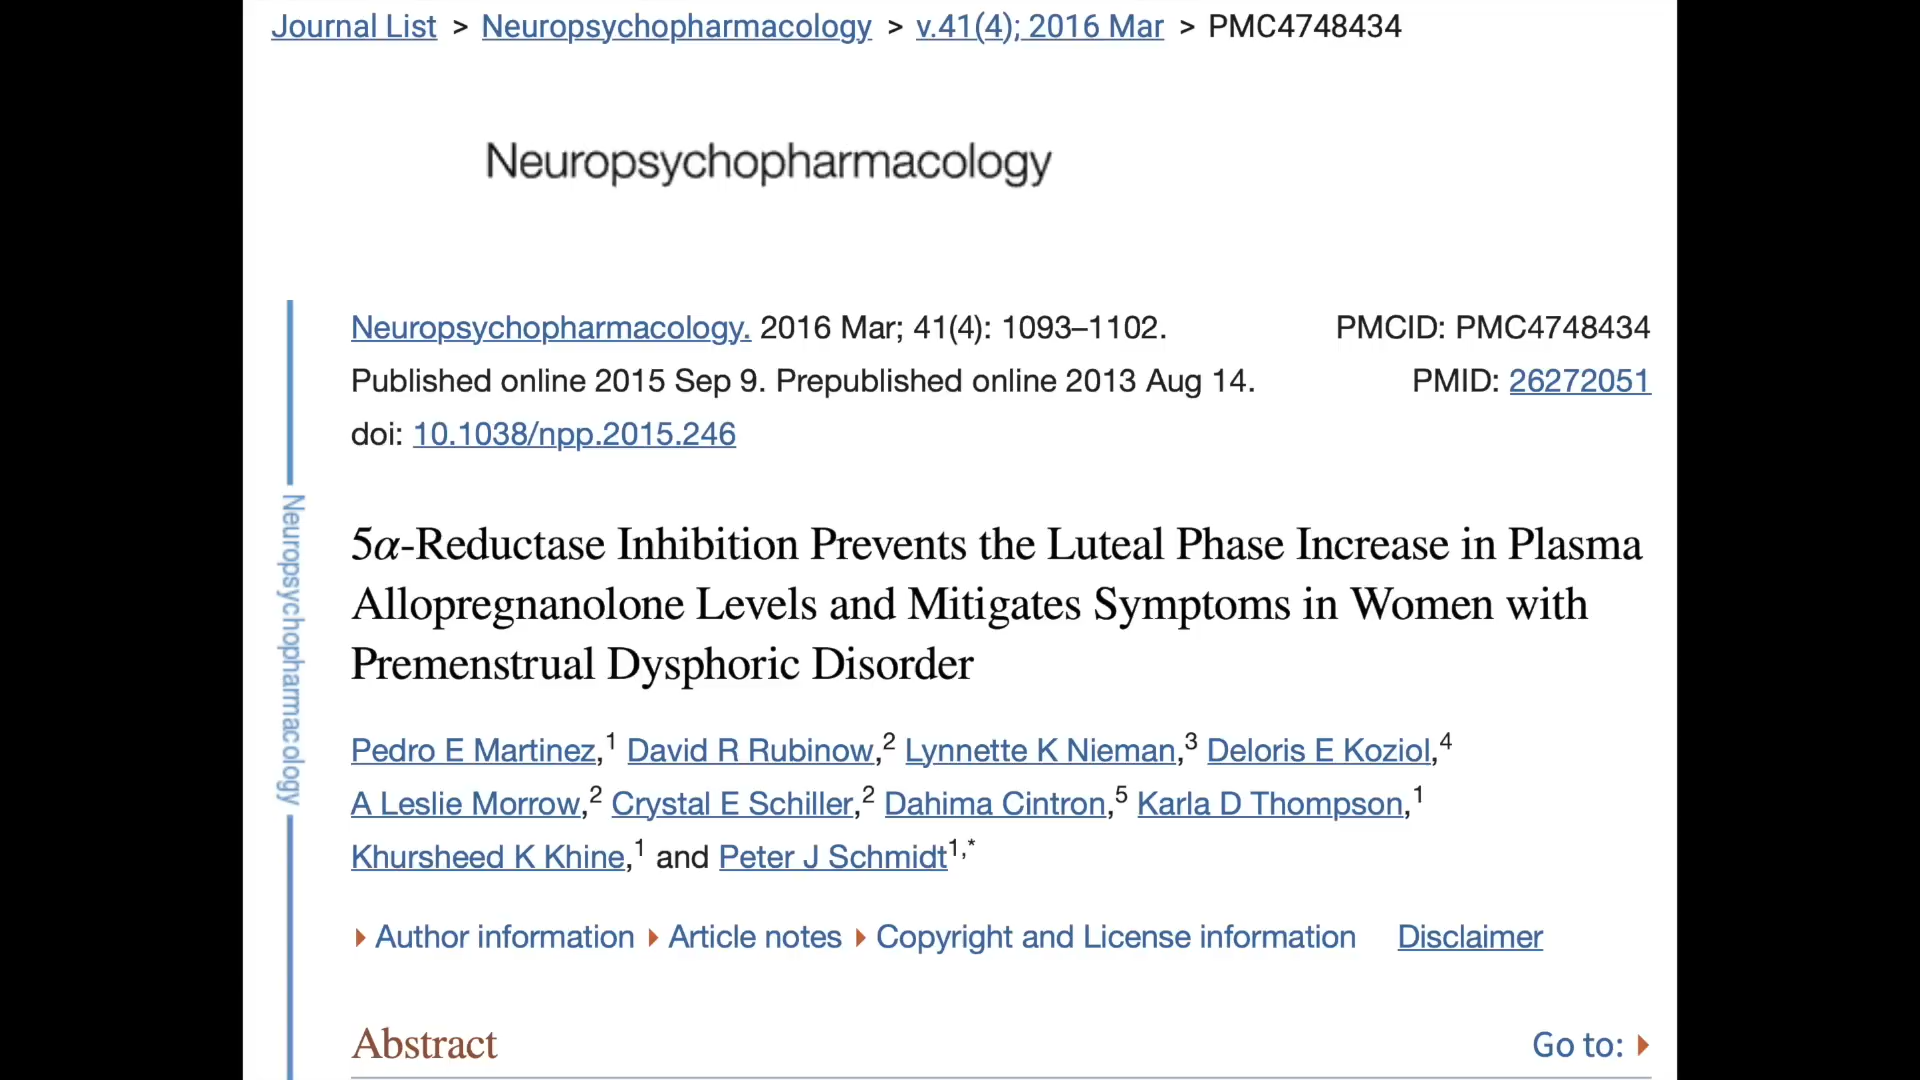 Journal List > Neuropsychopharmacology > v.41(4); 2016 Mar > PMC4748434
Neuropsychopharmacology
Neuropsychopharmacology
Neuropsychopharmacology. 2016 Mar; 41(4): 1093–1102. PMCID: PMC4748434
Published online 2015 Sep 9. Prepublished online 2013 Aug 14. PMID: 26272051
doi: 10.1038/npp.2015.246
5α-Reductase Inhibition Prevents the Luteal Phase Increase in Plasma
Allopregnanolone Levels and Mitigates Symptoms in Women with
Premenstrual Dysphoric Disorder
Pedro E Martinez,1 David R Rubinow,2 Lynnette K Nieman,3 Deloris E Koziol,4
A Leslie Morrow,2 Crystal E Schiller,2 Dahima Cintron,5 Karla D Thompson,1
Khursheed K Khine,1 and Peter J Schmidt1,*
Author information Article notes Copyright and License information Disclaimer
Abstract Go to: